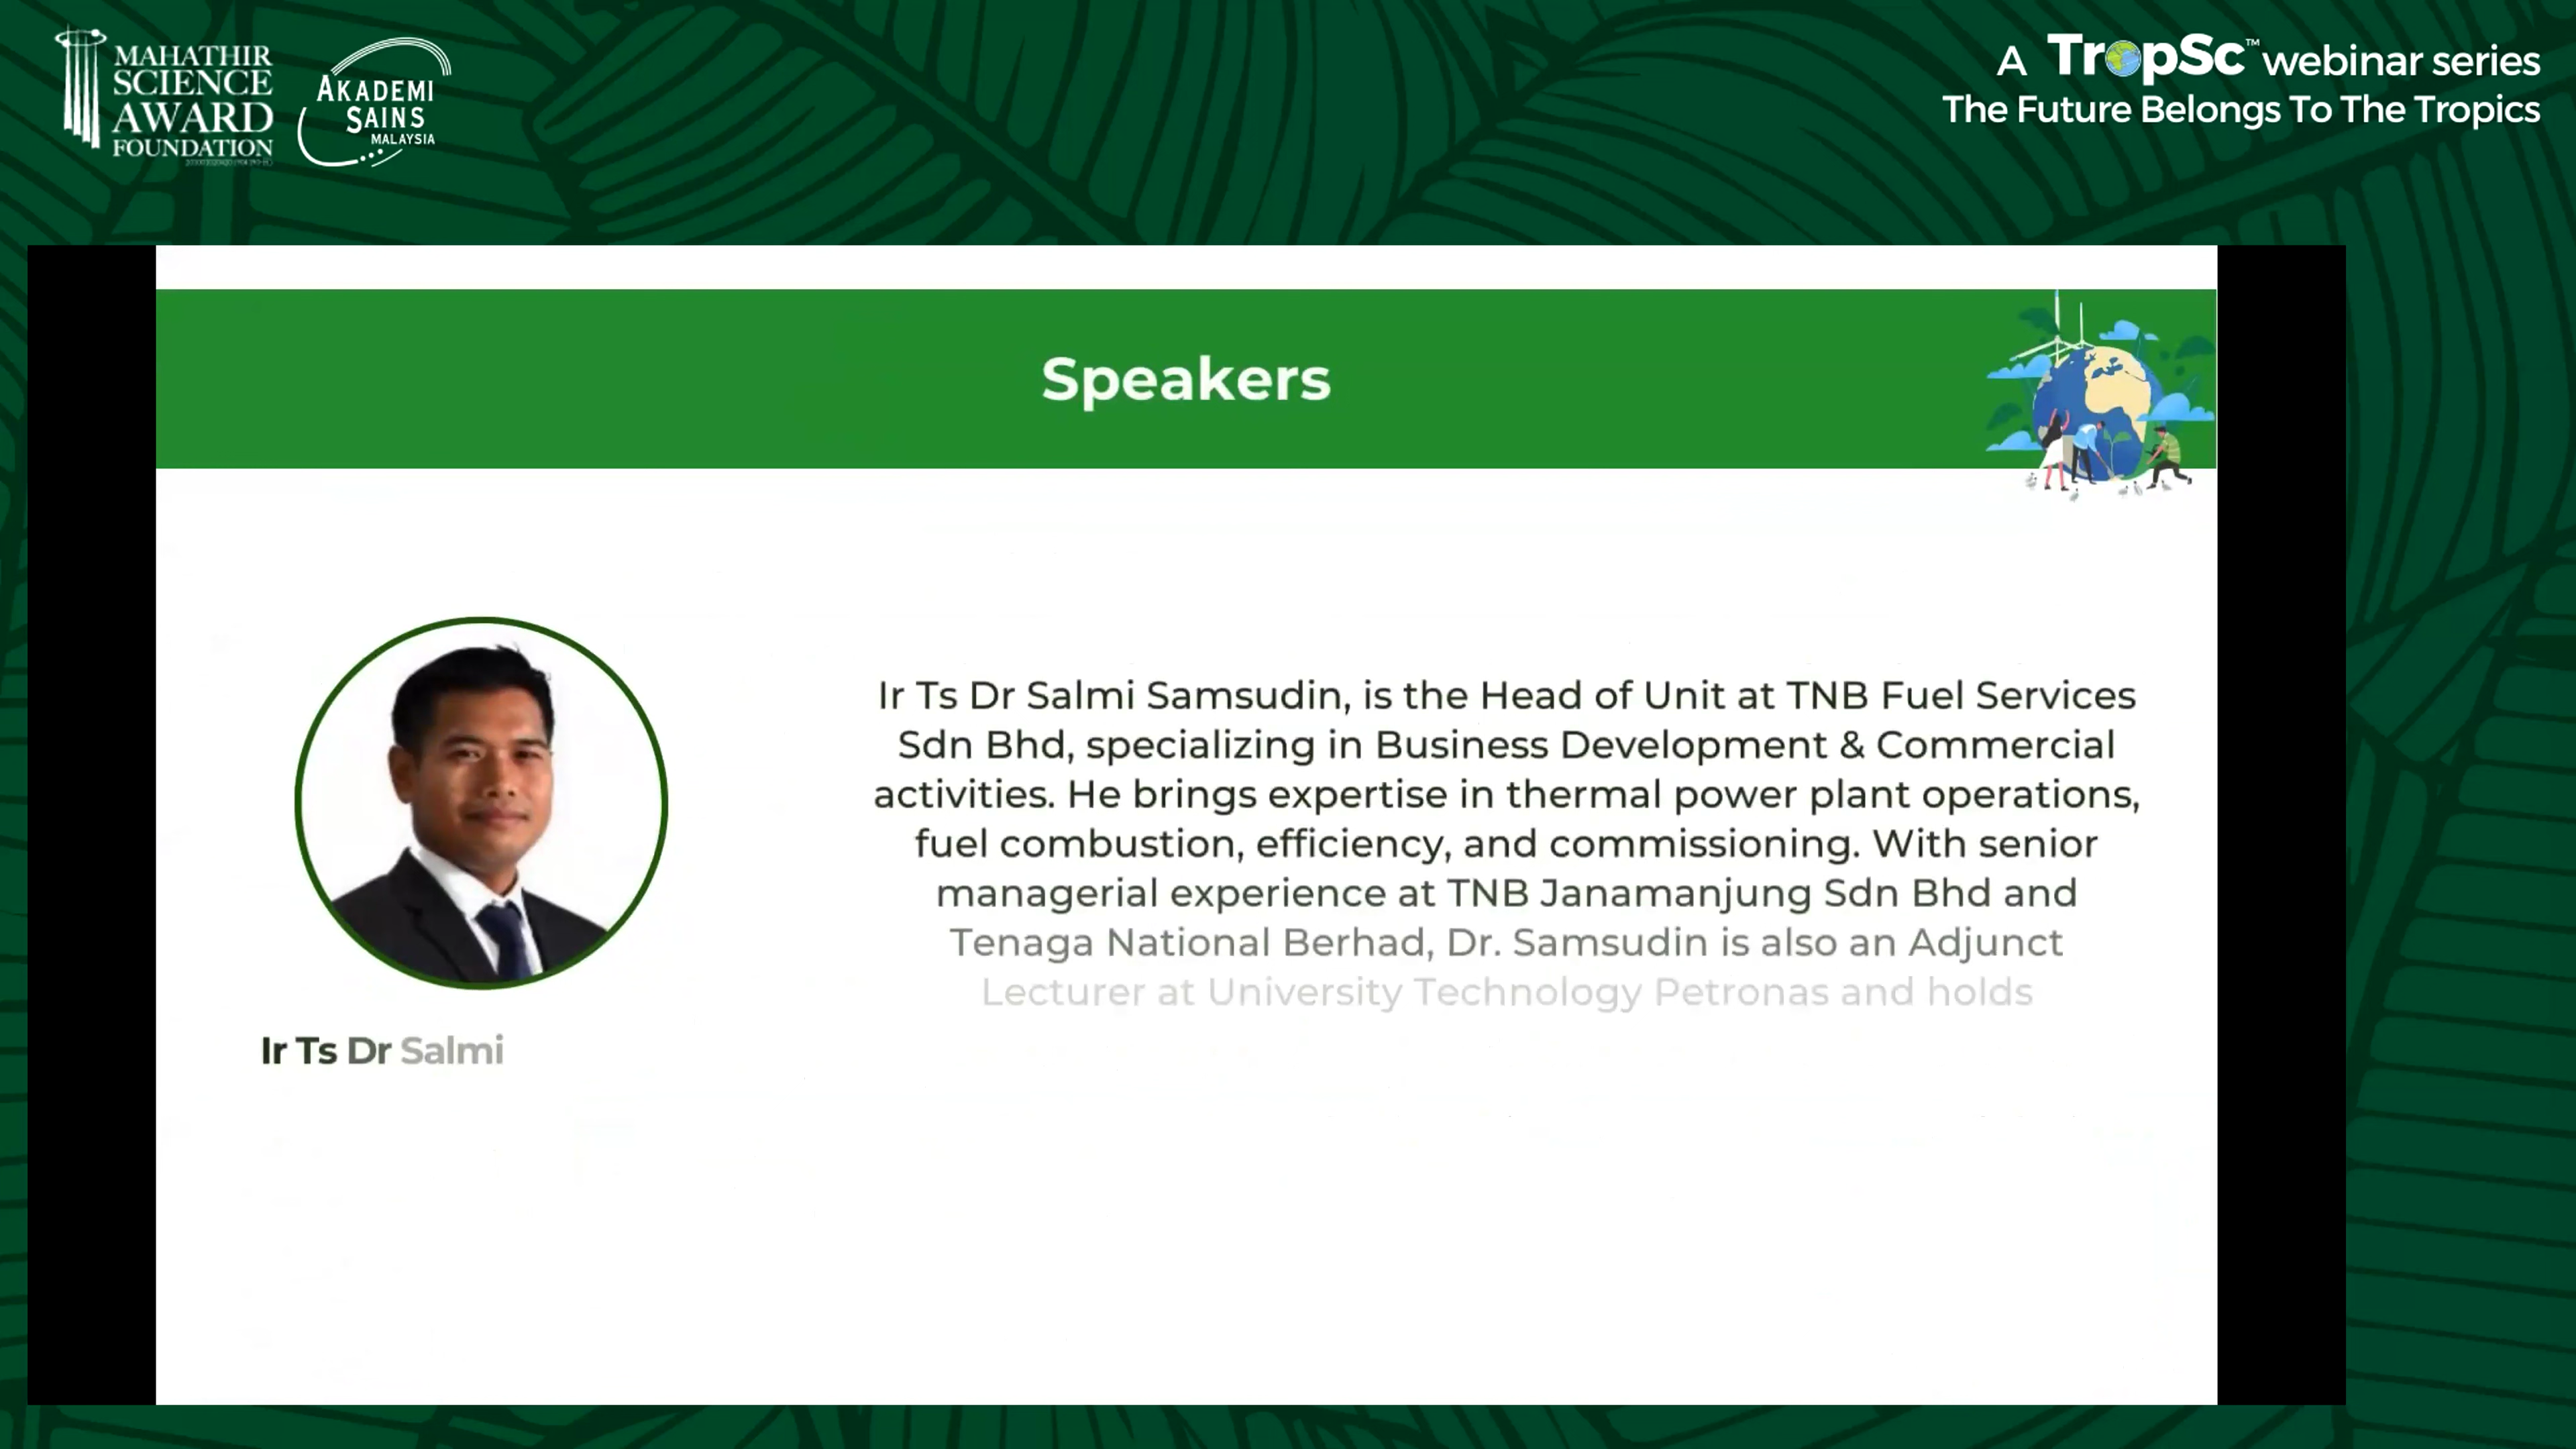 MAHATHIR
SCIENCE
AWARD
FOUNDATION
AKADEMI
SAINS
MALAYSIA
A TropSc™ webinar series
The Future Belongs To The Tropics
Speakers
Ir Ts Dr Salmi Samsudin, is the Head of Unit at TNB Fuel Services
Sdn Bhd, specializing in Business Development & Commercial
activities. He brings expertise in thermal power plant operations,
fuel combustion, efficiency, and commissioning. With senior
managerial experience at TNB Janamanjung Sdn Bhd and
Tenaga National Berhad, Dr. Samsudin is also an Adjunct
Lecturer at University Technology Petronas and holds
Ir Ts Dr Salmi